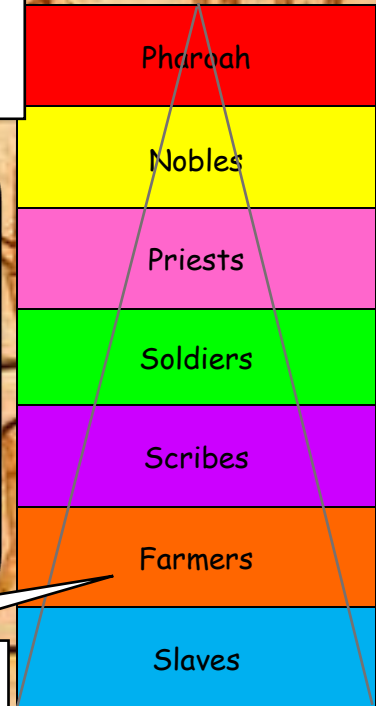 Pharoah
Nobles
Priests
Soldiers
Scribes
Farmers
Slaves